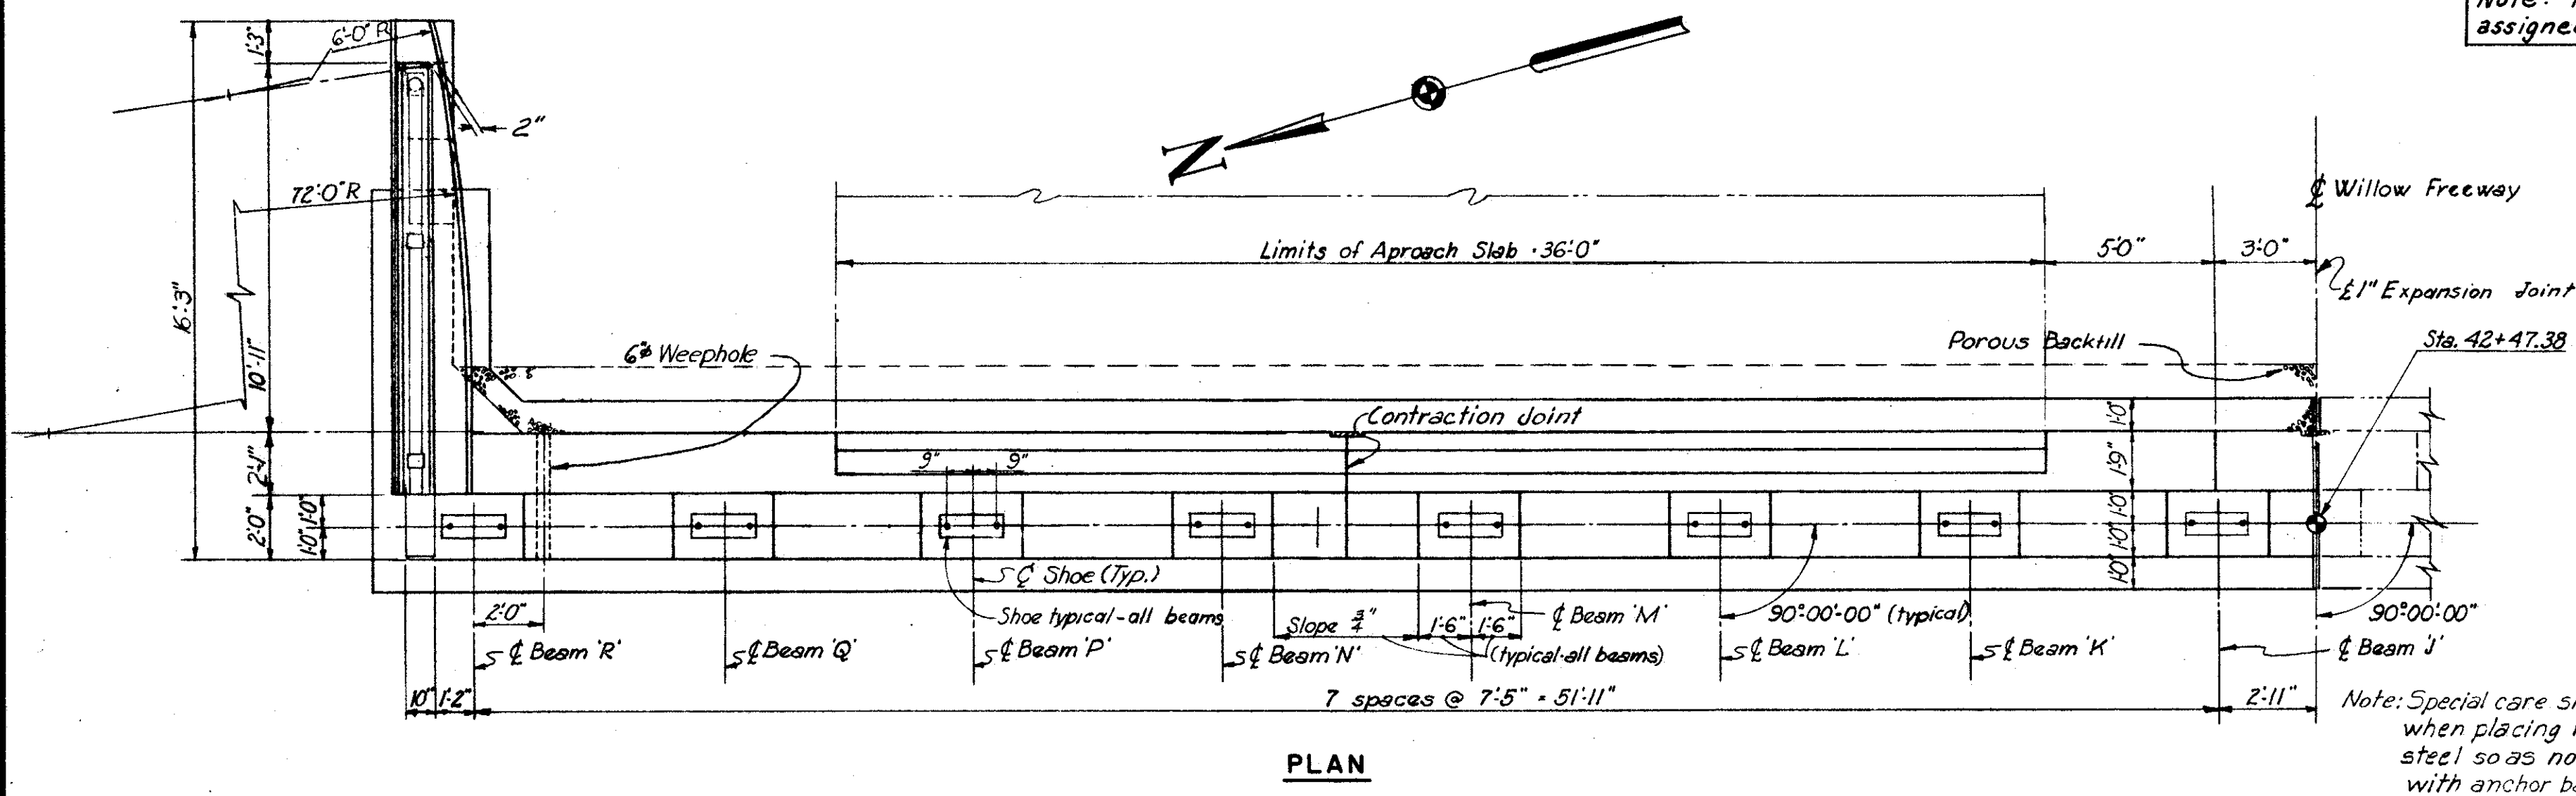 Note:
assigned
1'-3"
6'-0" R
2"
N
72'-0" R
16'-3"
10'-11"
2'-1"
2'-0"
1'-0"
1'-0"
℄ Willow Freeway
Limits of Aproach Slab · 36'-0"
5'-0"
3'-0"
℄ 1" Expansion Joint
6"ϕ Weephole
Porous Backfill
Sta. 42+47.38
Contraction Joint
9"
9"
1'-0"
1'-9"
1'-0"
1'-0"
1'-0"
℄ Shoe (Typ.)
2'-0"
Shoe typical - all beams
Slope 3/4"
1'-6"
1'-6"
(typical-all beams)
90°-00'-00" (typical)
90°-00'-00"
℄ Beam 'R'
℄ Beam 'Q'
℄ Beam 'P'
℄ Beam 'N'
℄ Beam 'M'
℄ Beam 'L'
℄ Beam 'K'
℄ Beam 'J'
10"
1'-2"
7 spaces @ 7'-5" = 51'-11"
2'-11"
Note: Special care
when placing
steel so as no
with anchor
PLAN